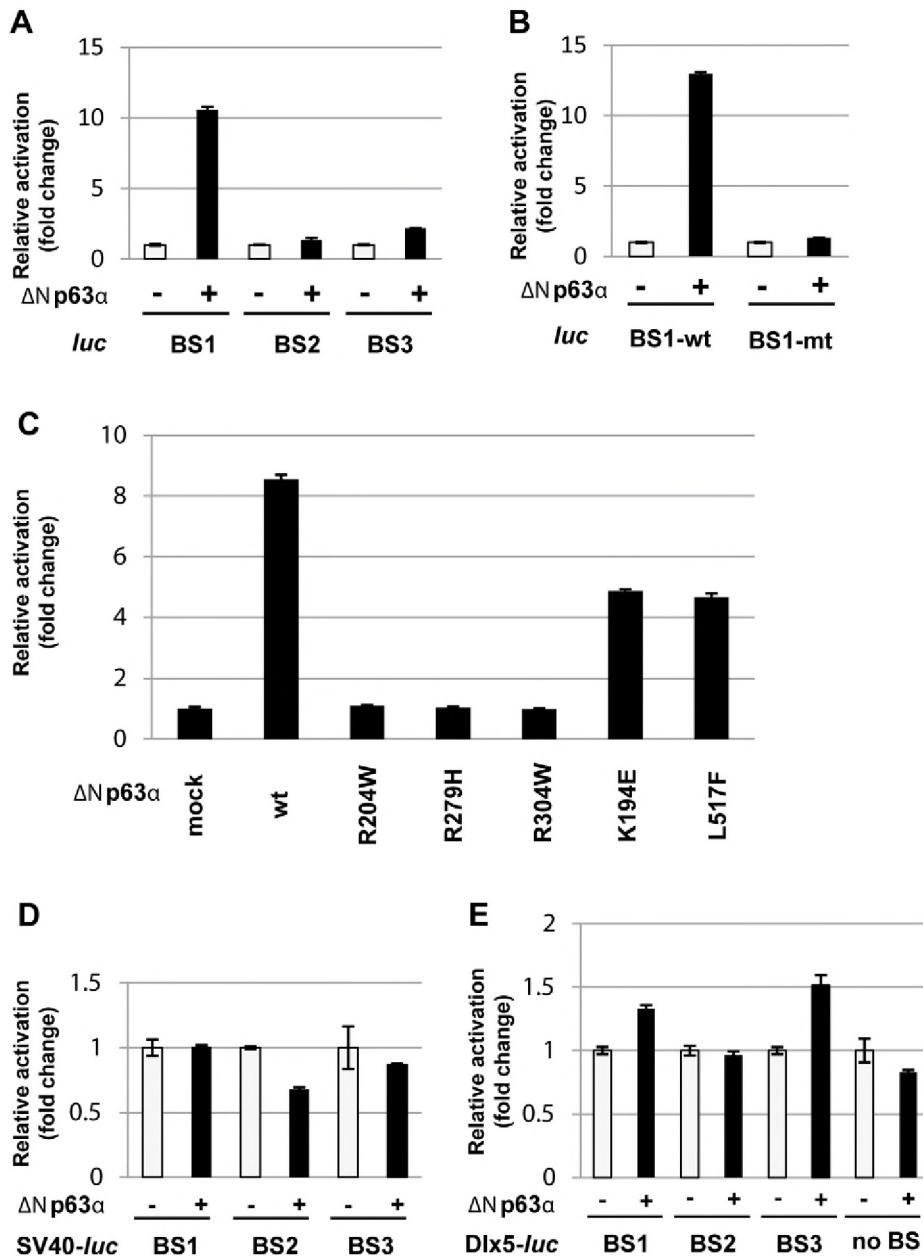 A
Relative activation
(fold change)
15
10
5
0
ΔN p63α - + - + - +
luc BS1 BS2 BS3
B
Relative activation
(fold change)
15
10
5
0
ΔN p63α - + - +
luc BS1-wt BS1-mt
C
Relative activation
(fold change)
10
8
6
4
2
0
ΔN p63α mock wt R204W R279H R304W K194E L517F
D
Relative activation
(fold change)
1.5
1
0.5
0
ΔN p63α - + - + - +
SV40-luc BS1 BS2 BS3
E
Relative activation
(fold change)
2
1.5
1
0.5
0
ΔN p63α - + - + - + - +
Dlx5-luc BS1 BS2 BS3 no BS